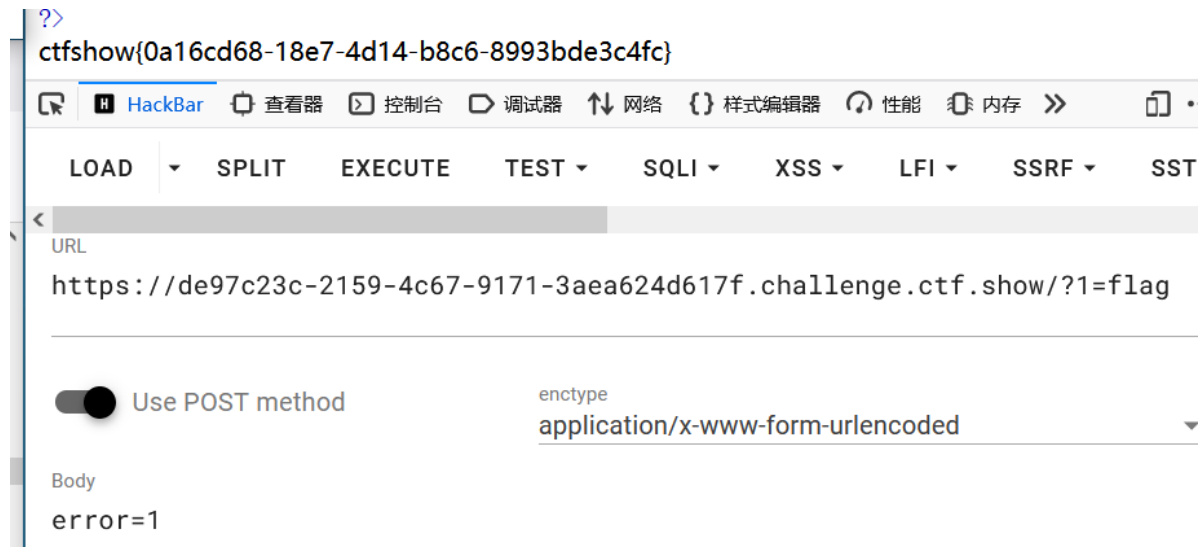 ?>
ctfshow{0a16cd68-18e7-4d14-b8c6-8993bde3c4fc}
HackBar 查看器 控制台 调试器 网络 {} 样式编辑器 性能 内存
LOAD SPLIT EXECUTE TEST SQLI XSS LFI SSRF SST
URL
https://de97c23c-2159-4c67-9171-3aea624d617f.challenge.ctf.show/?1=flag
Use POST method
enctype
application/x-www-form-urlencoded
Body
error=1